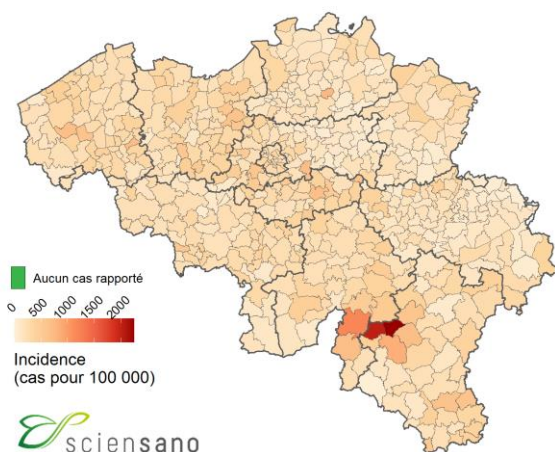 Aucun cas rapporté
0 500 1000 1500 2000
Incidence
(cas pour 100 000)
sciensano